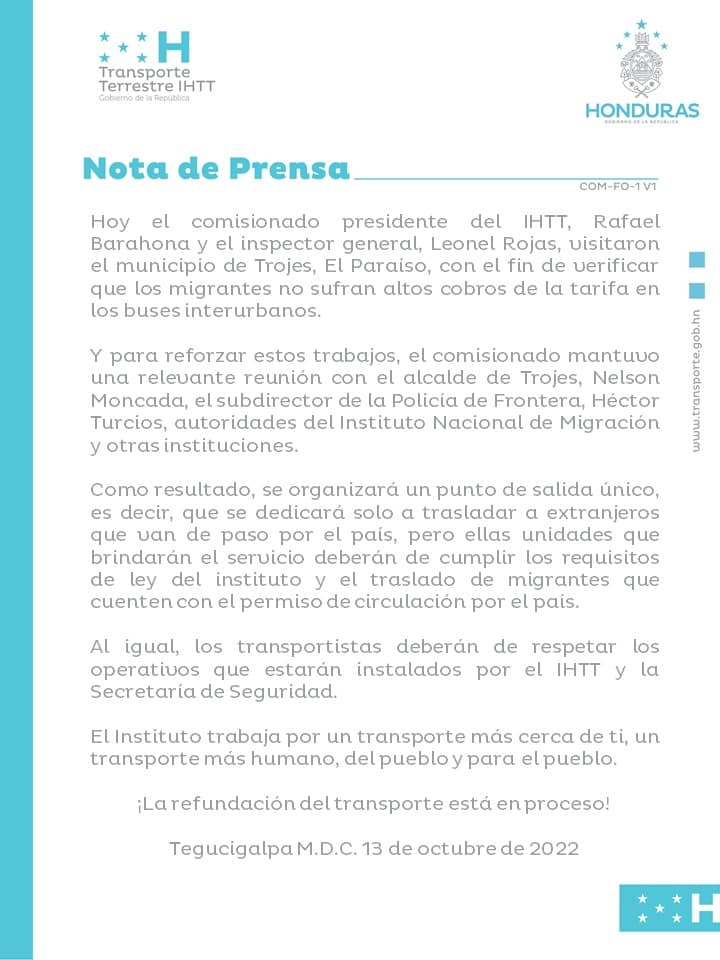 H
Transporte
Terrestre IHTT
Gobierno de la República
HONDURAS
GOBIERNO DE LA REPÚBLICA
Nota de Prensa
COM-FO-1 V1
Hoy el comisionado presidente del IHTT, Rafael
Barahona y el inspector general, Leonel Rojas, visitaron
el municipio de Trojes, El Paraíso, con el fin de verificar
que los migrantes no sufran altos cobros de la tarifa en
los buses interurbanos.
Y para reforzar estos trabajos, el comisionado mantuvo
una relevante reunión con el alcalde de Trojes, Nelson
Moncada, el subdirector de la Policía de Frontera, Héctor
Turcios, autoridades del Instituto Nacional de Migración
y otras instituciones.
Como resultado, se organizará un punto de salida único,
es decir, que se dedicará solo a trasladar a extranjeros
que van de paso por el país, pero ellas unidades que
brindarán el servicio deberán de cumplir los requisitos
de ley del instituto y el traslado de migrantes que
cuenten con el permiso de circulación por el país.
Al igual, los transportistas deberán de respetar los
operativos que estarán instalados por el IHTT y la
Secretaría de Seguridad.
El Instituto trabaja por un transporte más cerca de ti, un
transporte más humano, del pueblo y para el pueblo.
¡La refundación del transporte está en proceso!
Tegucigalpa M.D.C. 13 de octubre de 2022
www.transporte.gob.hn
H